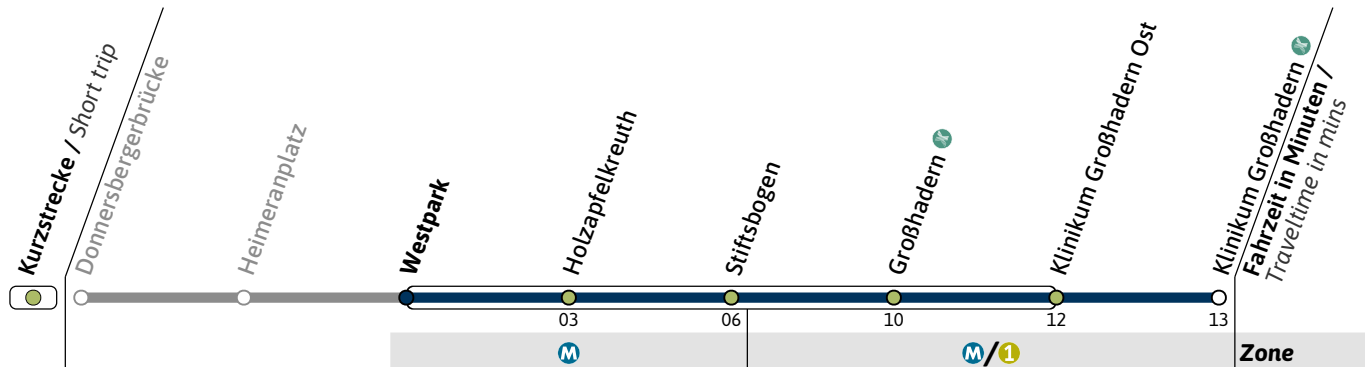 Kurzstrecke / Short trip
Donnersbergerbrücke
Heimeranplatz
Westpark
Holzapfelkreuth
Stiftsbogen
Großhadern
Klinikum Großhadern Ost
Klinikum Großhadern
Fahrzeit in Minuten /
Traveltime in mins
03 06 10 12 13
M M/1 Zone